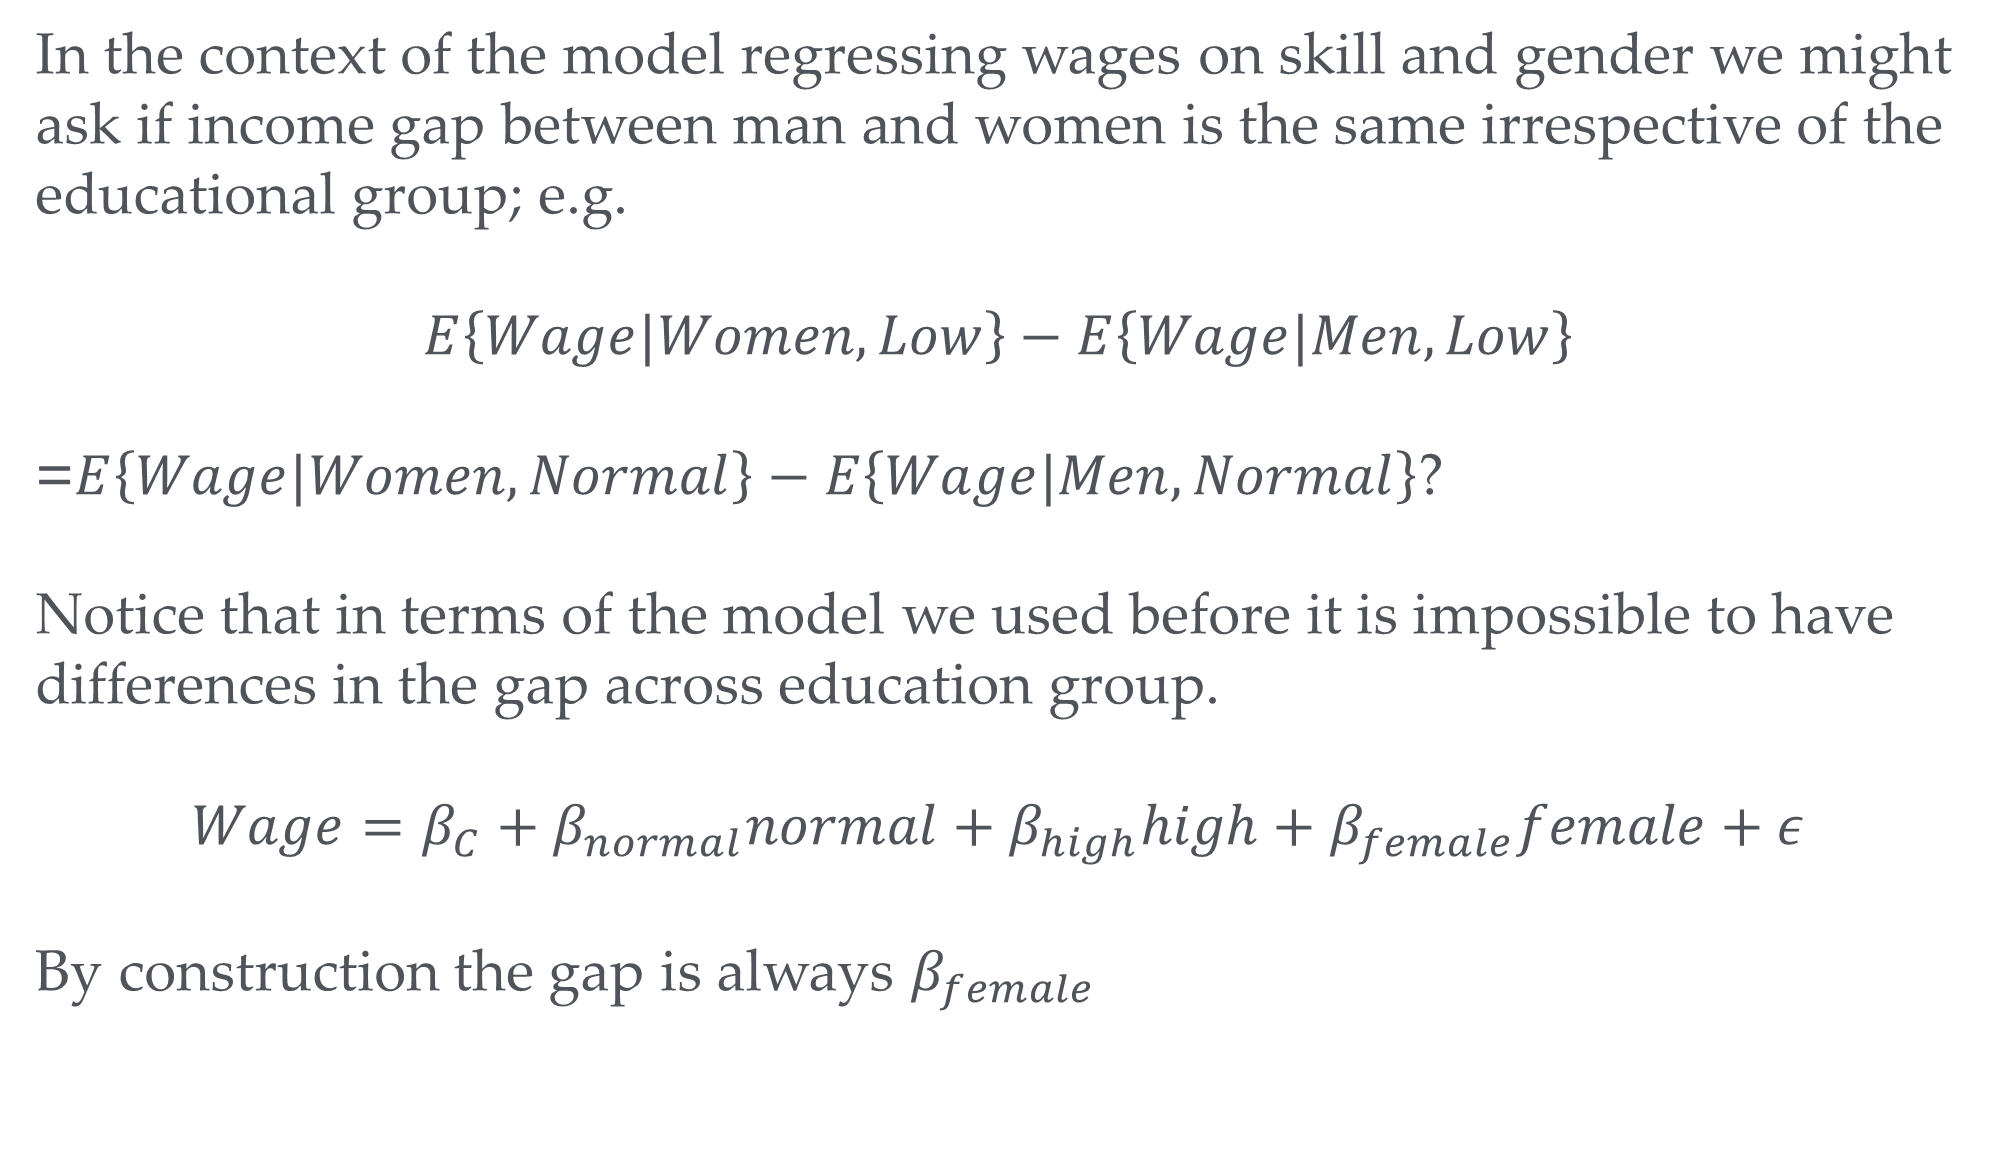 In the context of the model regressing wages on skill and gender we might
ask if income gap between man and women is the same irrespective of the
educational group; e.g.
E{Wage|Women, Low} − E{Wage|Men, Low}
=E{Wage|Women, Normal} − E{Wage|Men, Normal}?
Notice that in terms of the model we used before it is impossible to have
differences in the gap across education group.
Wage = β_C + β_normal normal + β_high high + β_female female + ϵ
By construction the gap is always β_female